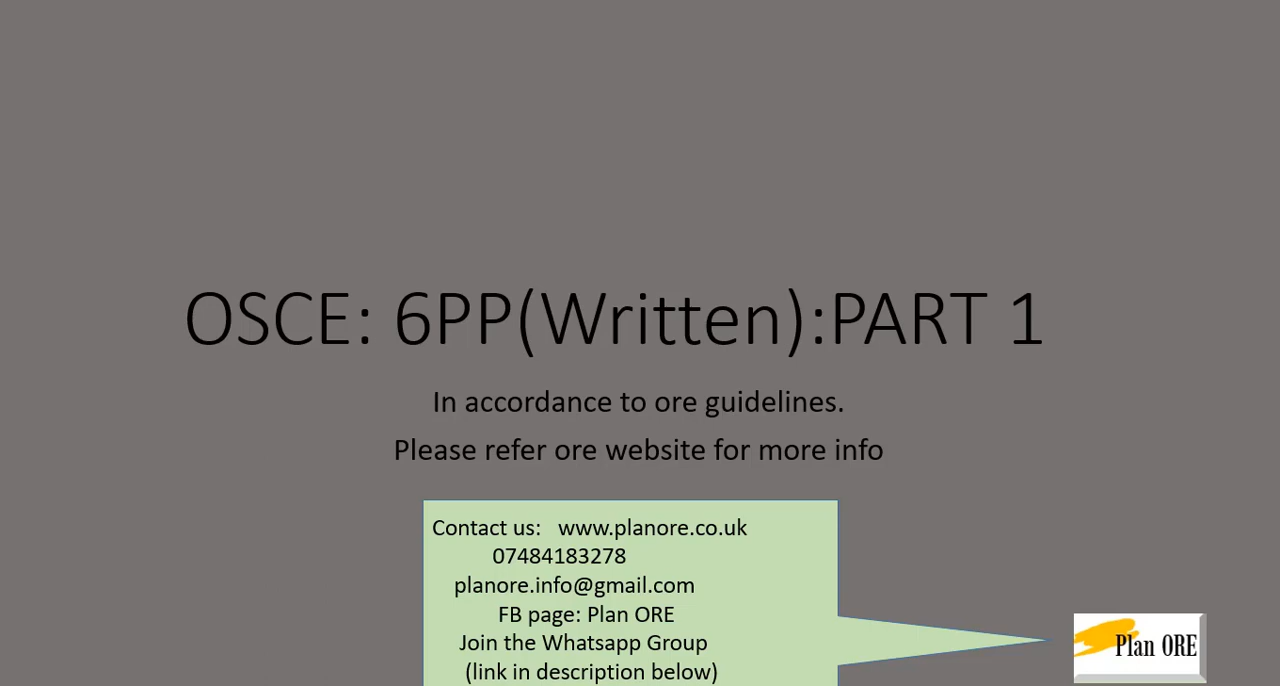 OSCE: 6PP(Written):PART 1
In accordance to ore guidelines.
Please refer ore website for more info
Contact us: www.planore.co.uk
07484183278
planore.info@gmail.com
FB page: Plan ORE
Join the Whatsapp Group
(link in description below)
Plan ORE